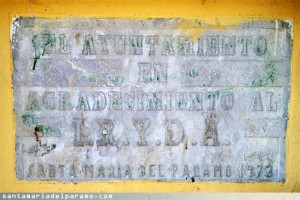 EL AYUNTAMIENTO
EN
AGRADECIMIENTO AL
I.R.Y.D.A.
SANTA MARIA DEL PARAMO 1973
santamariadelparamo.com